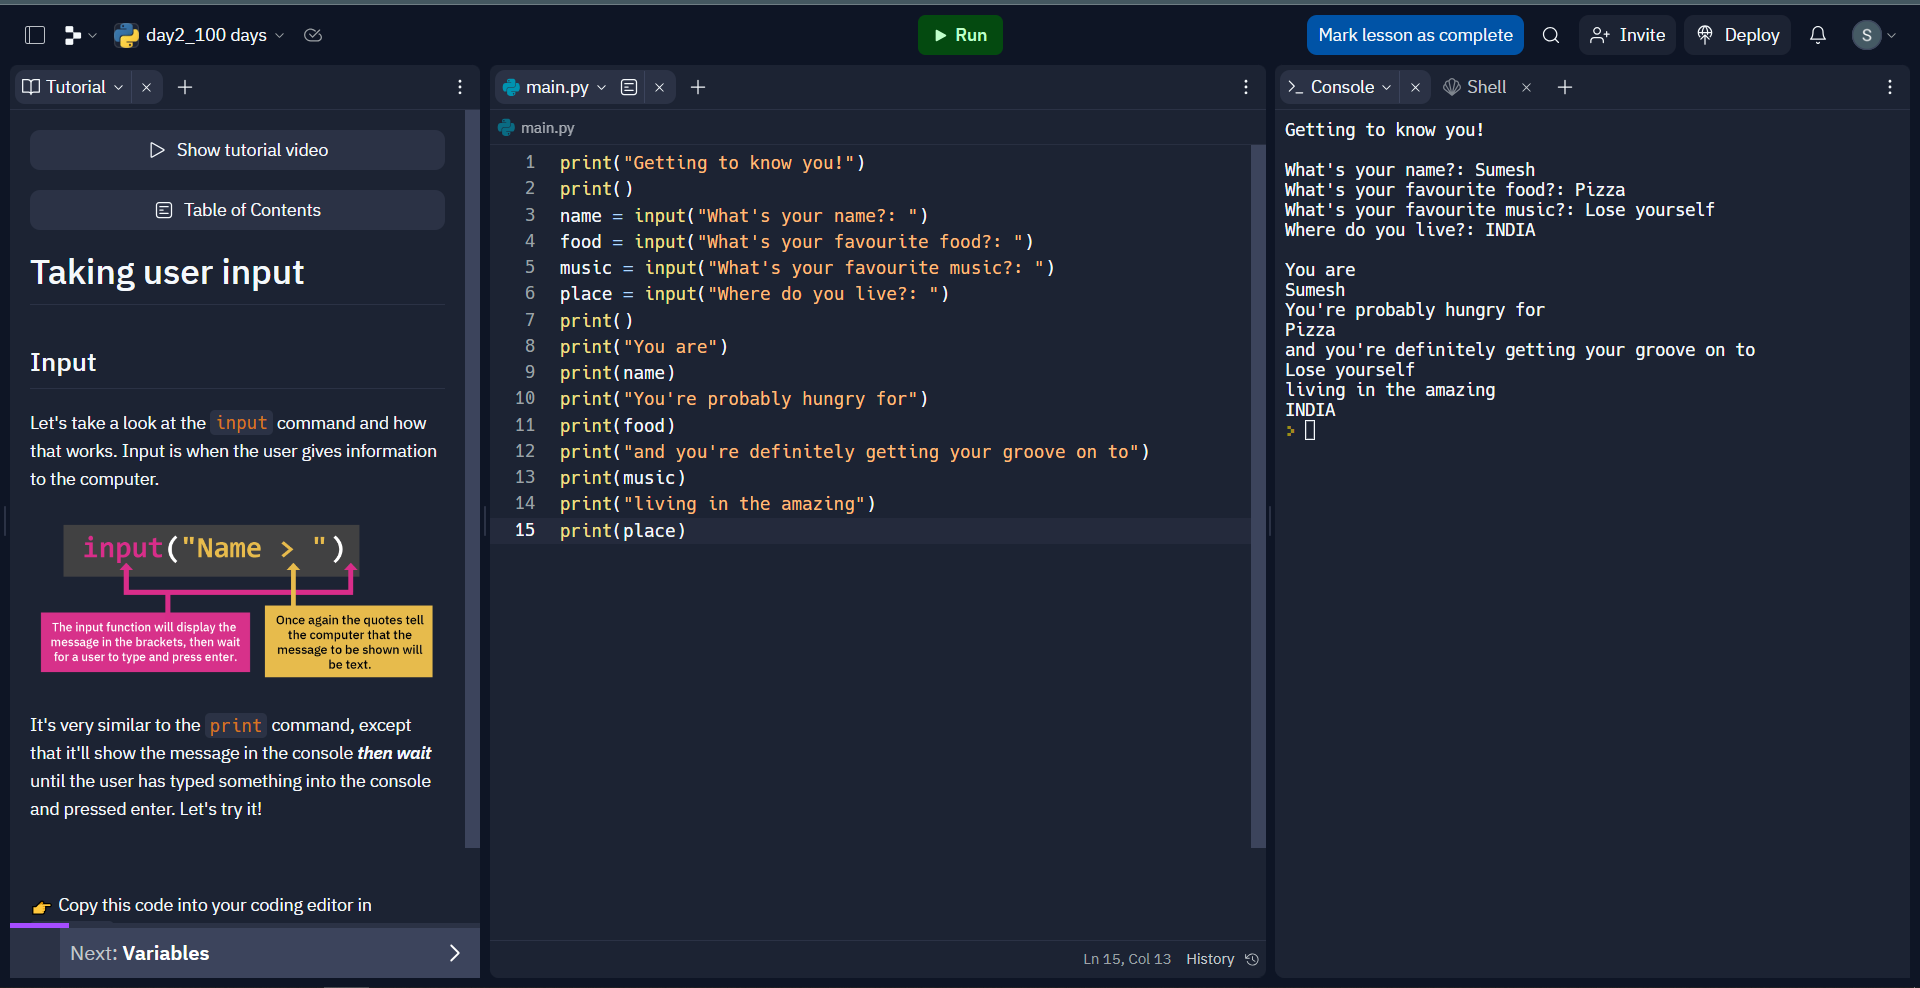 day2_100 days
Run
Mark lesson as complete
Invite
Deploy
S
Tutorial
Show tutorial video
Table of Contents
Taking user input
Input
Let's take a look at the input command and how
that works. Input is when the user gives information
to the computer.
input("Name > ")
The input function will display the
message in the brackets, then wait
for a user to type and press enter.
Once again the quotes tell
the computer that the
message to be shown will
be text.
It's very similar to the print command, except
that it'll show the message in the console then wait
until the user has typed something into the console
and pressed enter. Let's try it!
👉 Copy this code into your coding editor in
Next: Variables
main.py
main.py
1 print("Getting to know you!")
2 print()
3 name = input("What's your name?: ")
4 food = input("What's your favourite food?: ")
5 music = input("What's your favourite music?: ")
6 place = input("Where do you live?: ")
7 print()
8 print("You are")
9 print(name)
10 print("You're probably hungry for")
11 print(food)
12 print("and you're definitely getting your groove on to")
13 print(music)
14 print("living in the amazing")
15 print(place)
Ln 15, Col 13 History
Console
Shell
Getting to know you!
What's your name?: Sumesh
What's your favourite food?: Pizza
What's your favourite music?: Lose yourself
Where do you live?: INDIA
You are
Sumesh
You're probably hungry for
Pizza
and you're definitely getting your groove on to
Lose yourself
living in the amazing
INDIA